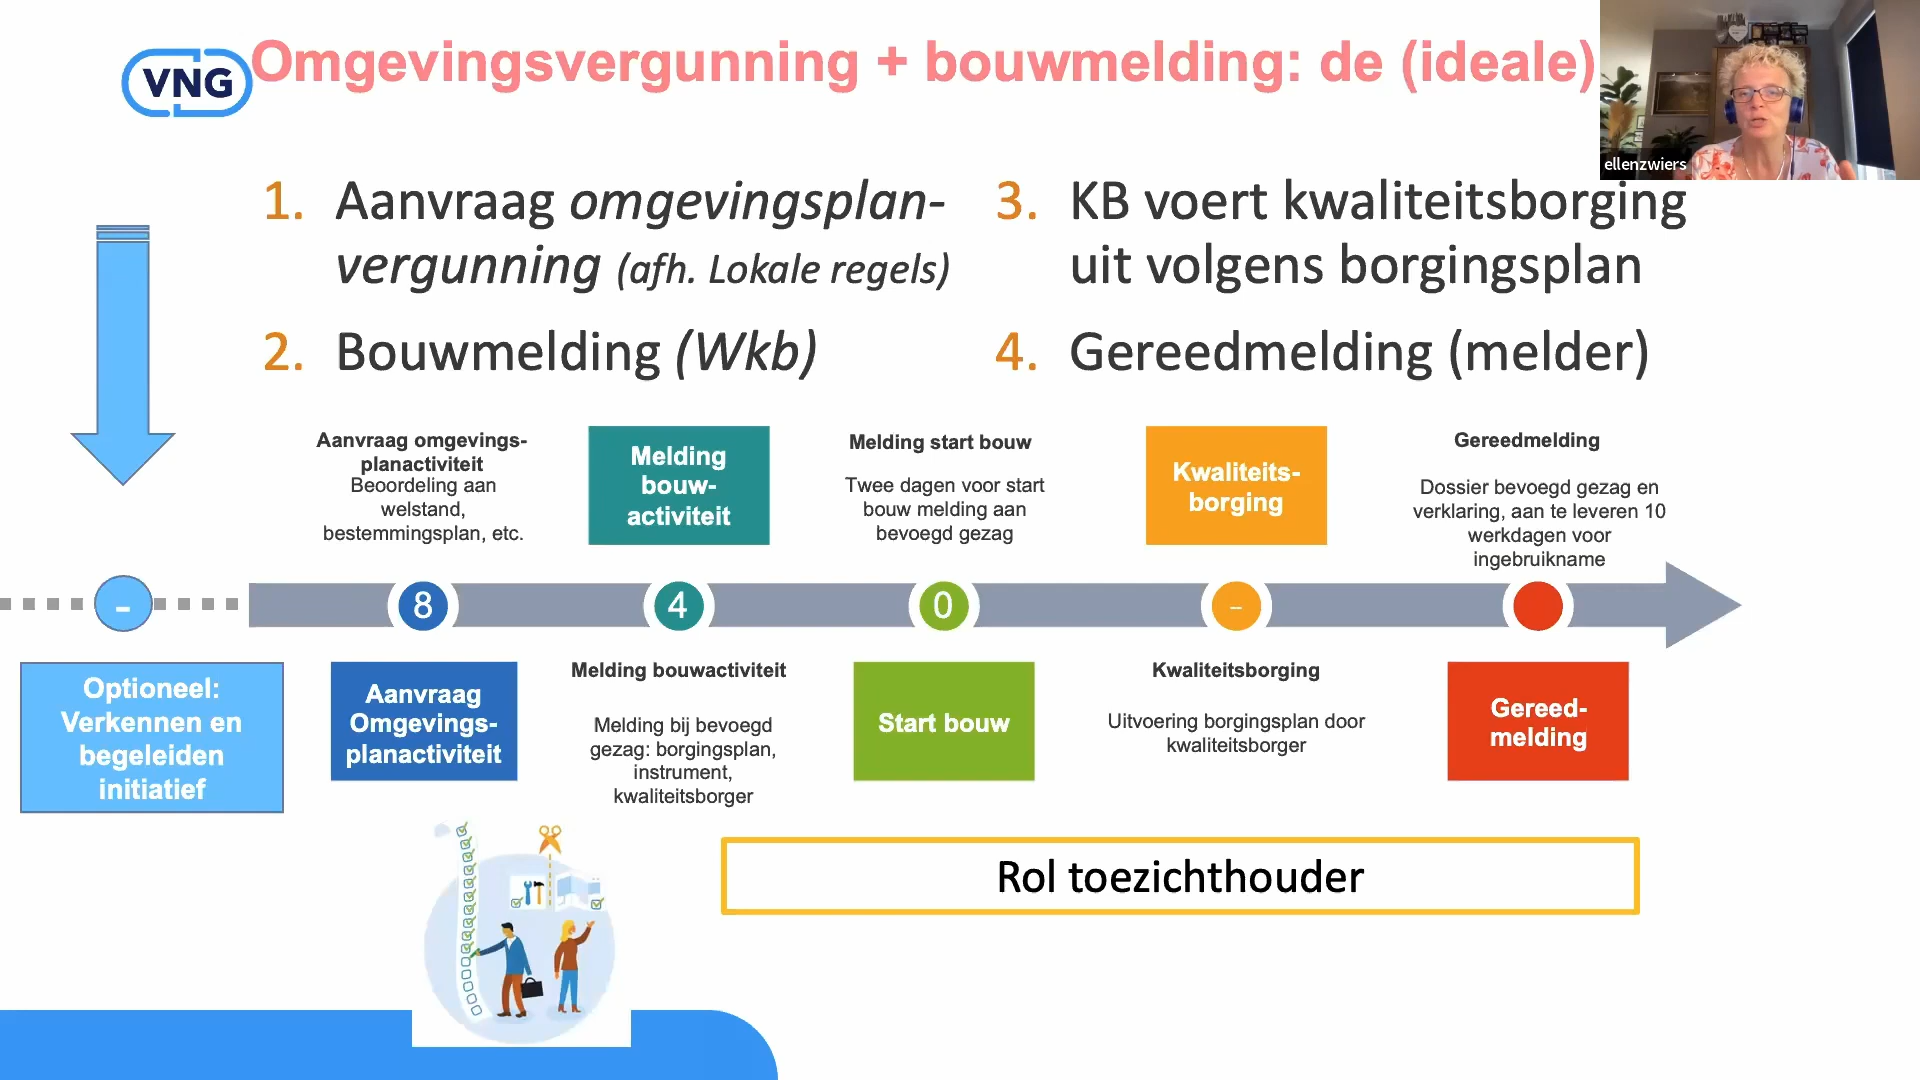 VNG
Omgevingsvergunning + bouwmelding: de (ideale)
ellenzwiers
1. Aanvraag omgevingsplan-
vergunning (afh. Lokale regels)
2. Bouwmelding (Wkb)
3. KB voert kwaliteitsborging
uit volgens borgingsplan
4. Gereedmelding (melder)
Aanvraag omgevings-
planactiviteit
Beoordeling aan
welstand,
bestemmingsplan, etc.
Melding
bouw-
activiteit
Melding start bouw
Twee dagen voor start
bouw melding aan
bevoegd gezag
Kwaliteits-
borging
Gereedmelding
Dossier bevoegd gezag en
verklaring, aan te leveren 10
werkdagen voor
ingebruikname
-
8
4
0
-
Optioneel:
Verkennen en
begeleiden
initiatief
Aanvraag
Omgevings-
planactiviteit
Melding bouwactiviteit
Melding bij bevoegd
gezag: borgingsplan,
instrument,
kwaliteitsborger
Start bouw
Kwaliteitsborging
Uitvoering borgingsplan door
kwaliteitsborger
Gereed-
melding
Rol toezichthouder